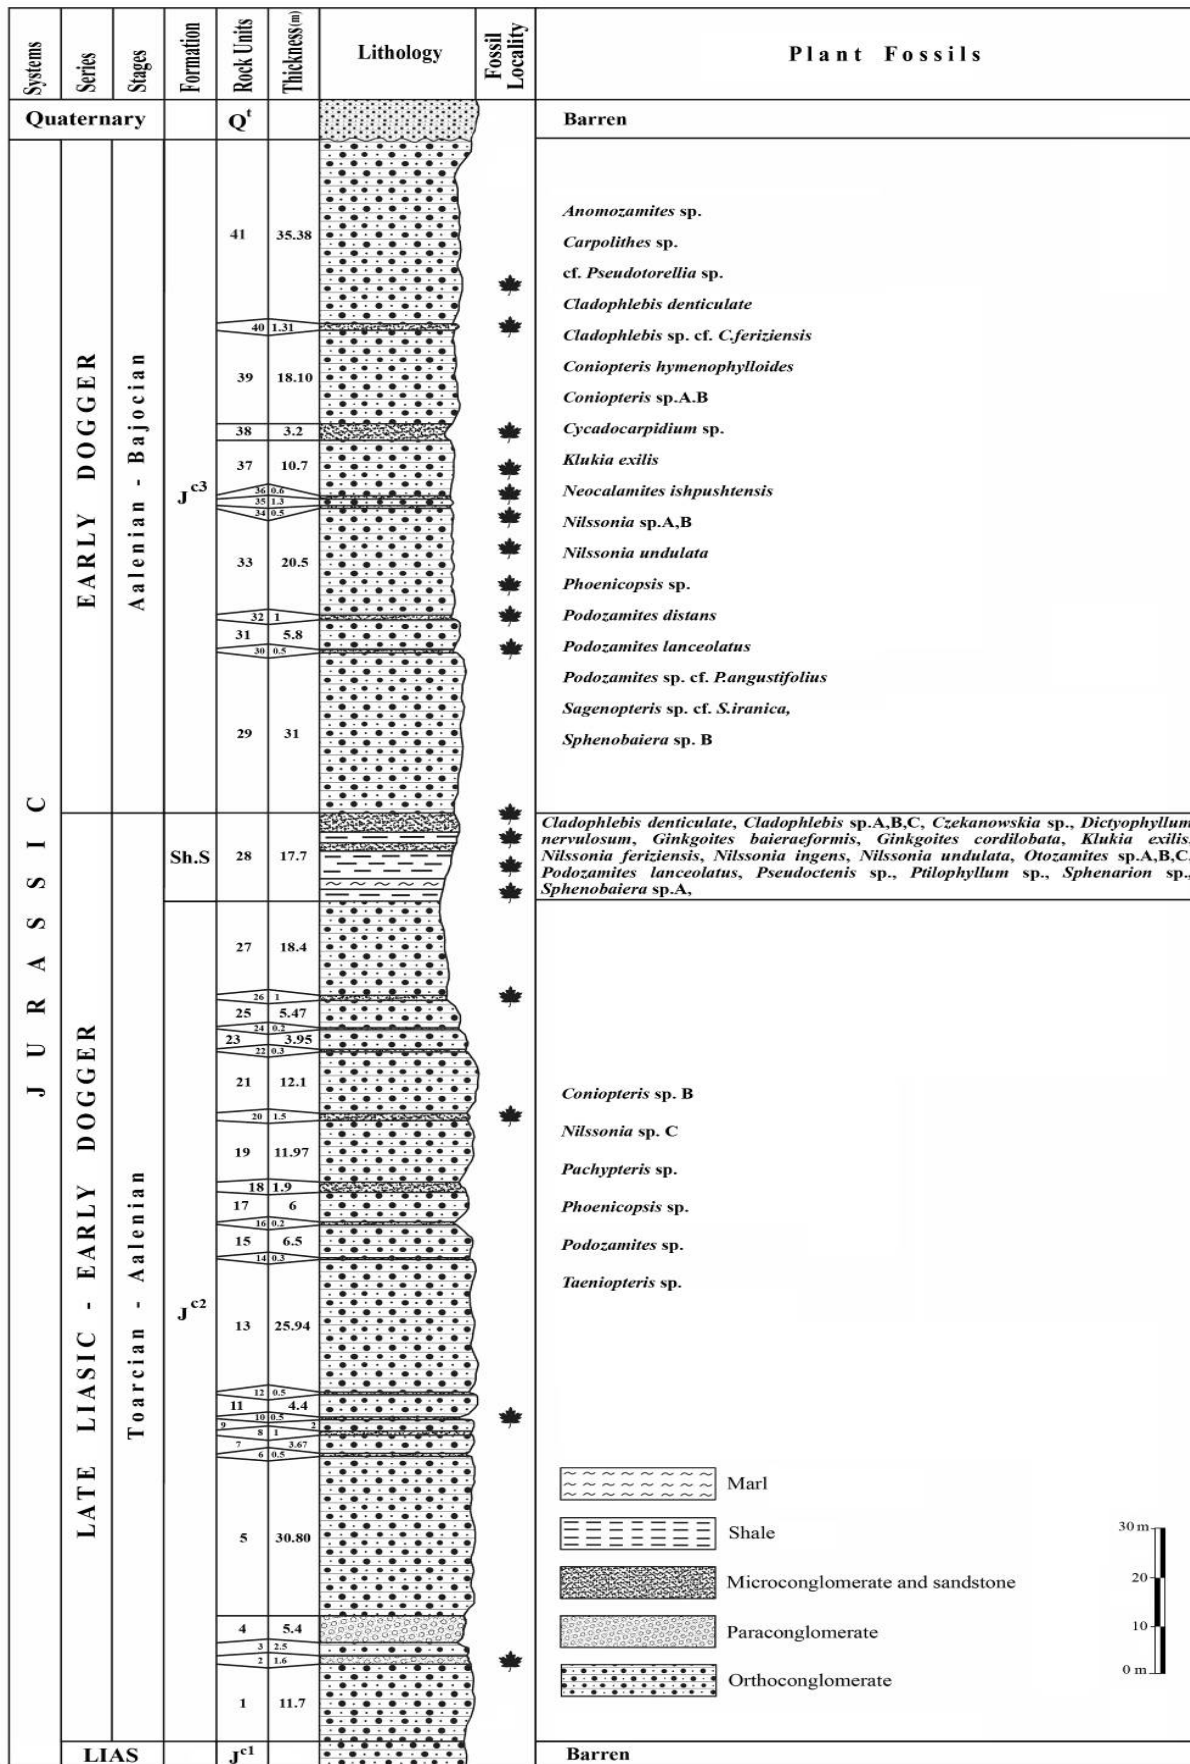 Systems
Series
Stages
Formation
Rock Units
Thickness(m)
Lithology
Fossil Locality
Plant Fossils
Quaternary
Q^t
Barren
JURASSIC
EARLY DOGGER
Aalenian - Bajocian
J^c3
41 35.38
40 1.31
39 18.10
38 3.2
37 10.7
36 0.6
35 1.3
34 0.5
33 20.5
32 1
31 5.8
30 0.5
29 31
Anomozamites sp.
Carpolithes sp.
cf. Pseudotorellia sp.
Cladophlebis denticulate
Cladophlebis sp. cf. C.feriziensis
Coniopteris hymenophylloides
Coniopteris sp.A.B
Cycadocarpidium sp.
Klukia exilis
Neocalamites ishpushtensis
Nilssonia sp.A,B
Nilssonia undulata
Phoenicopsis sp.
Podozamites distans
Podozamites lanceolatus
Podozamites sp. cf. P.angustifolius
Sagenopteris sp. cf. S.iranica,
Sphenobaiera sp. B
Sh.S
28 17.7
Cladophlebis denticulate, Cladophlebis sp.A,B,C, Czekanowskia sp., Dictyophyllum
nervulosum, Ginkgoites baieraeformis, Ginkgoites cordilobata, Klukia exilis,
Nilssonia feriziensis, Nilssonia ingens, Nilssonia undulata, Otozamites sp.A,B,C,
Podozamites lanceolatus, Pseudoctenis sp., Ptilophyllum sp., Sphenarion sp.,
Sphenobaiera sp.A,
LATE LIASIC - EARLY DOGGER
Toarcian - Aalenian
J^c2
27 18.4
26 1
25 5.47
24 0.2
23 3.95
22 0.3
21 12.1
20 1.5
19 11.97
18 1.9
17 6
16 0.2
15 6.5
14 0.3
13 25.94
12 0.5
11 4.4
10 0.5
9 2
8 1
7 3.67
6 0.5
5 30.80
4 5.4
3 2.5
2 1.6
1 11.7
Coniopteris sp. B
Nilssonia sp. C
Pachypteris sp.
Phoenicopsis sp.
Podozamites sp.
Taeniopteris sp.
Marl
Shale
Microconglomerate and sandstone
Paraconglomerate
Orthoconglomerate
30 m
20
10
0 m
LIAS
J^c1
Barren